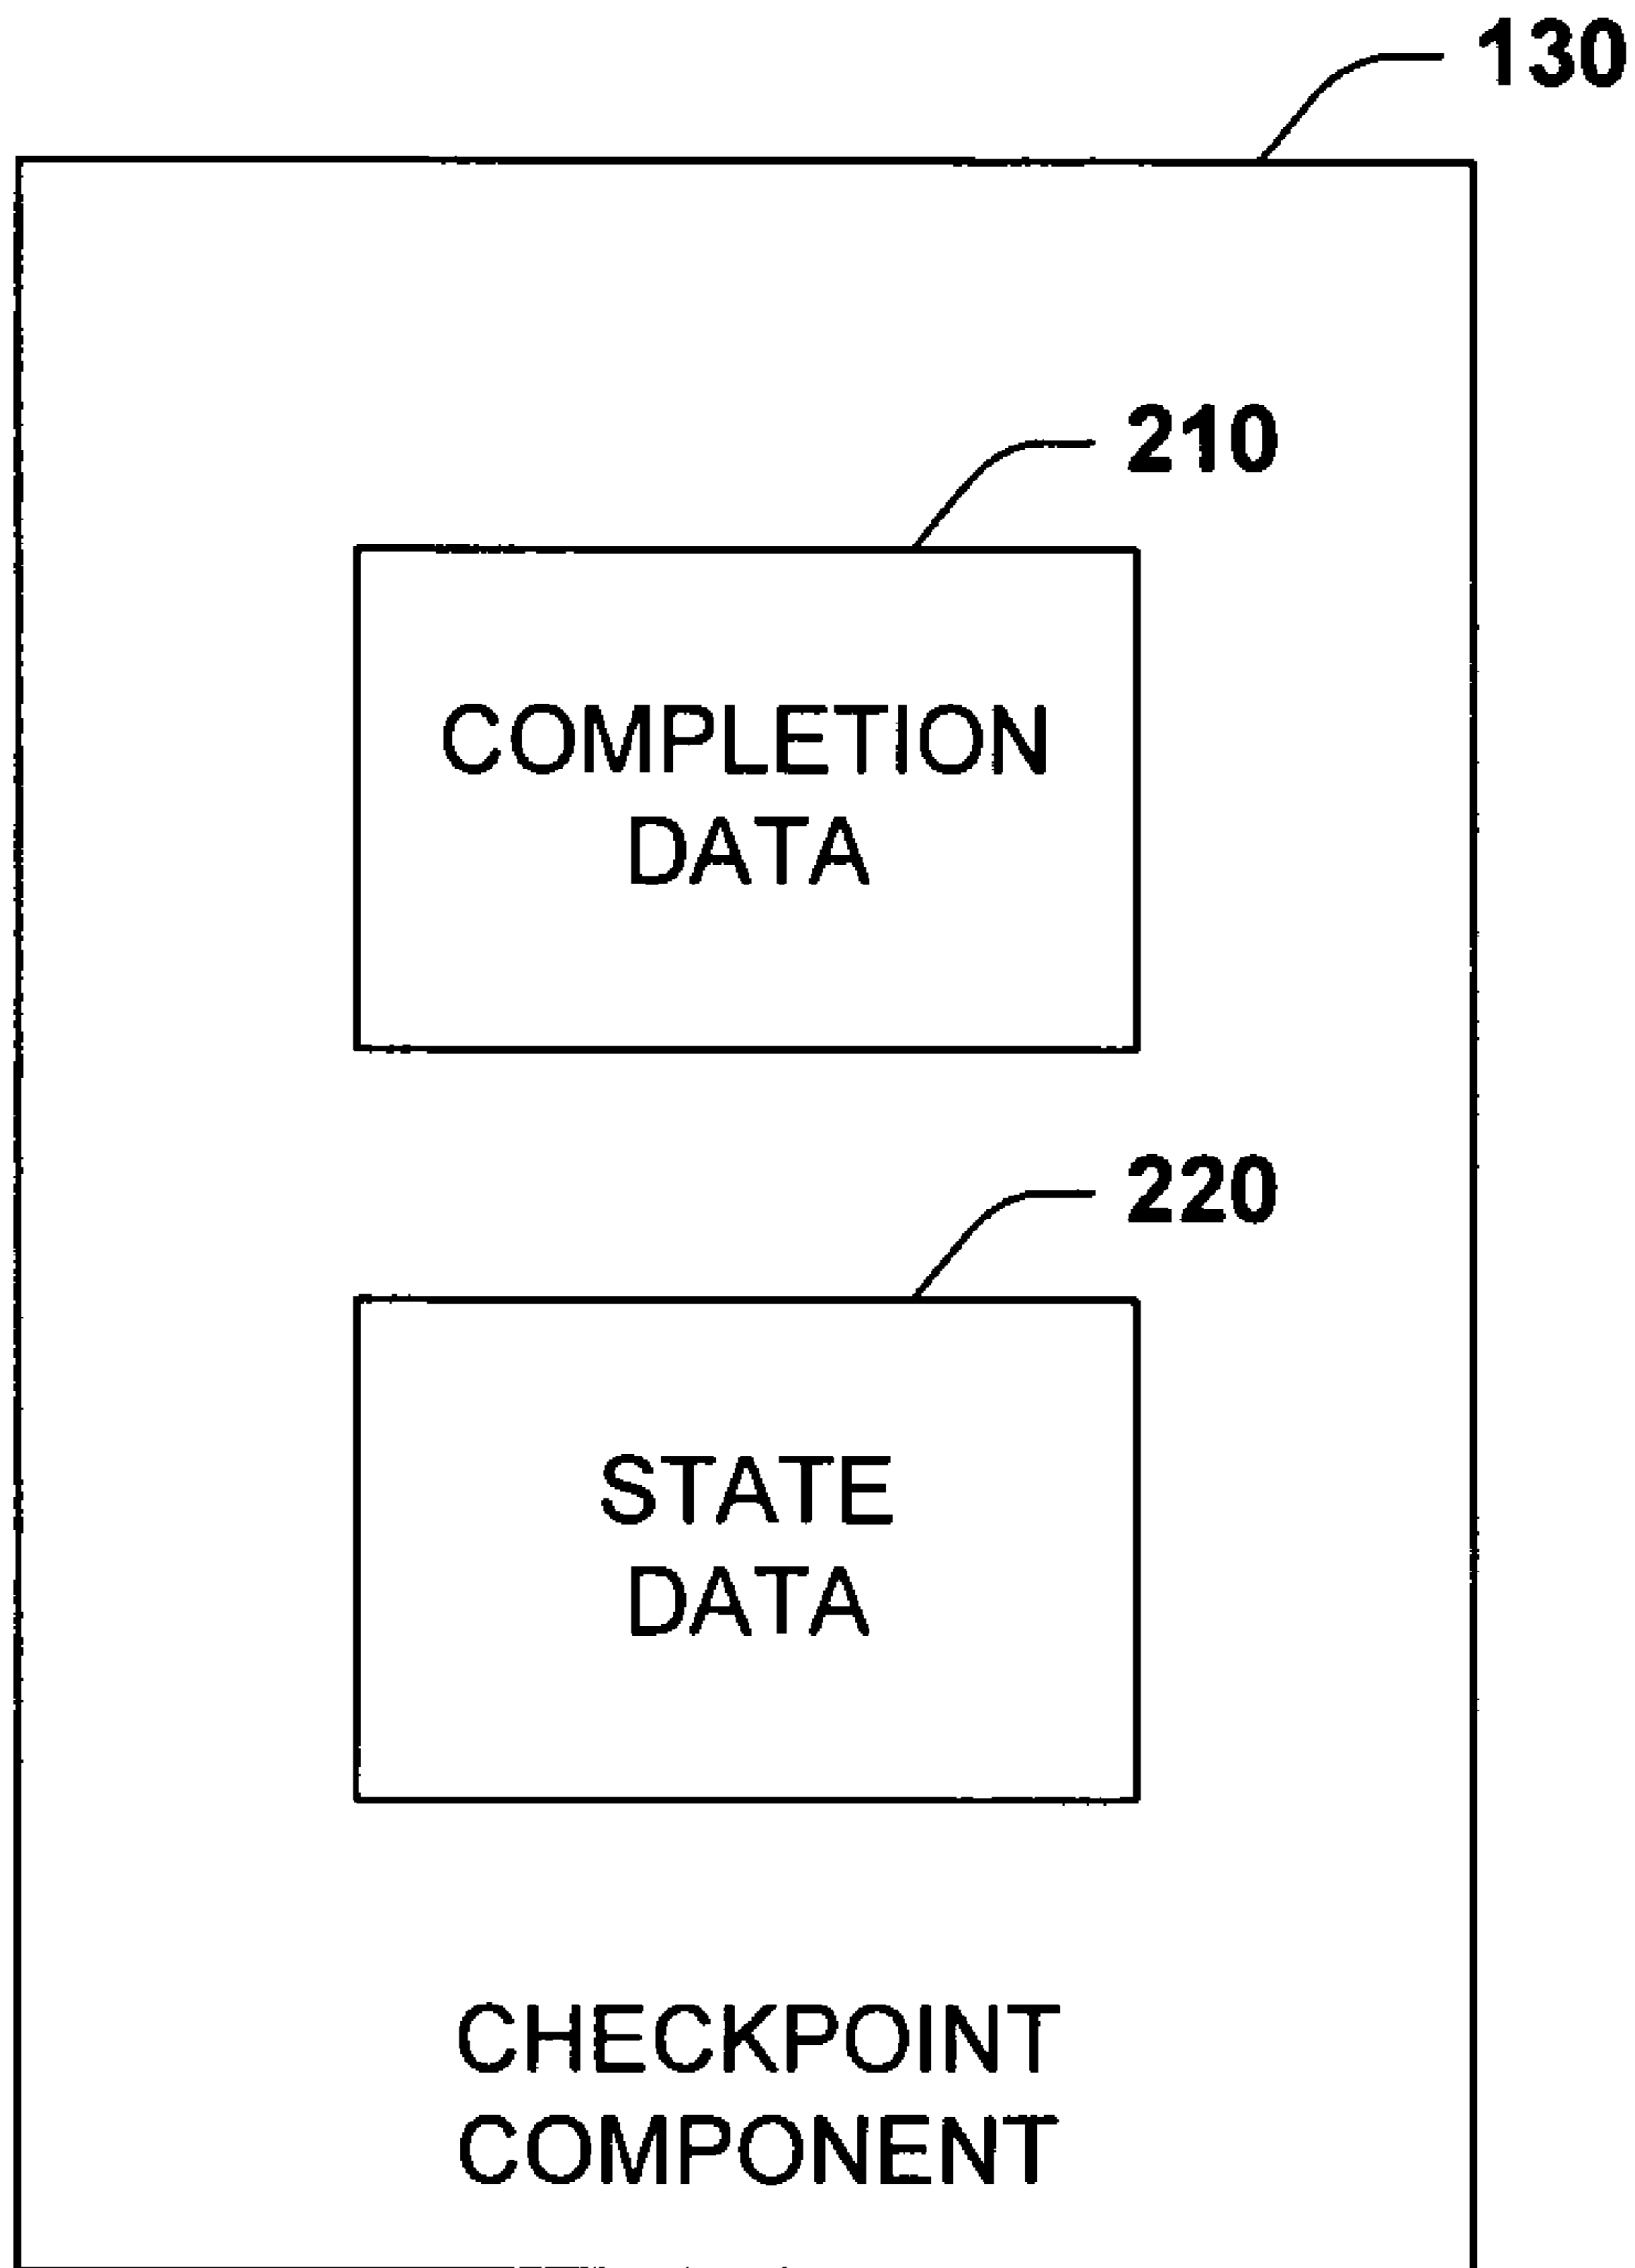 130
210
COMPLETION
DATA
220
STATE
DATA
CHECKPOINT
COMPONENT